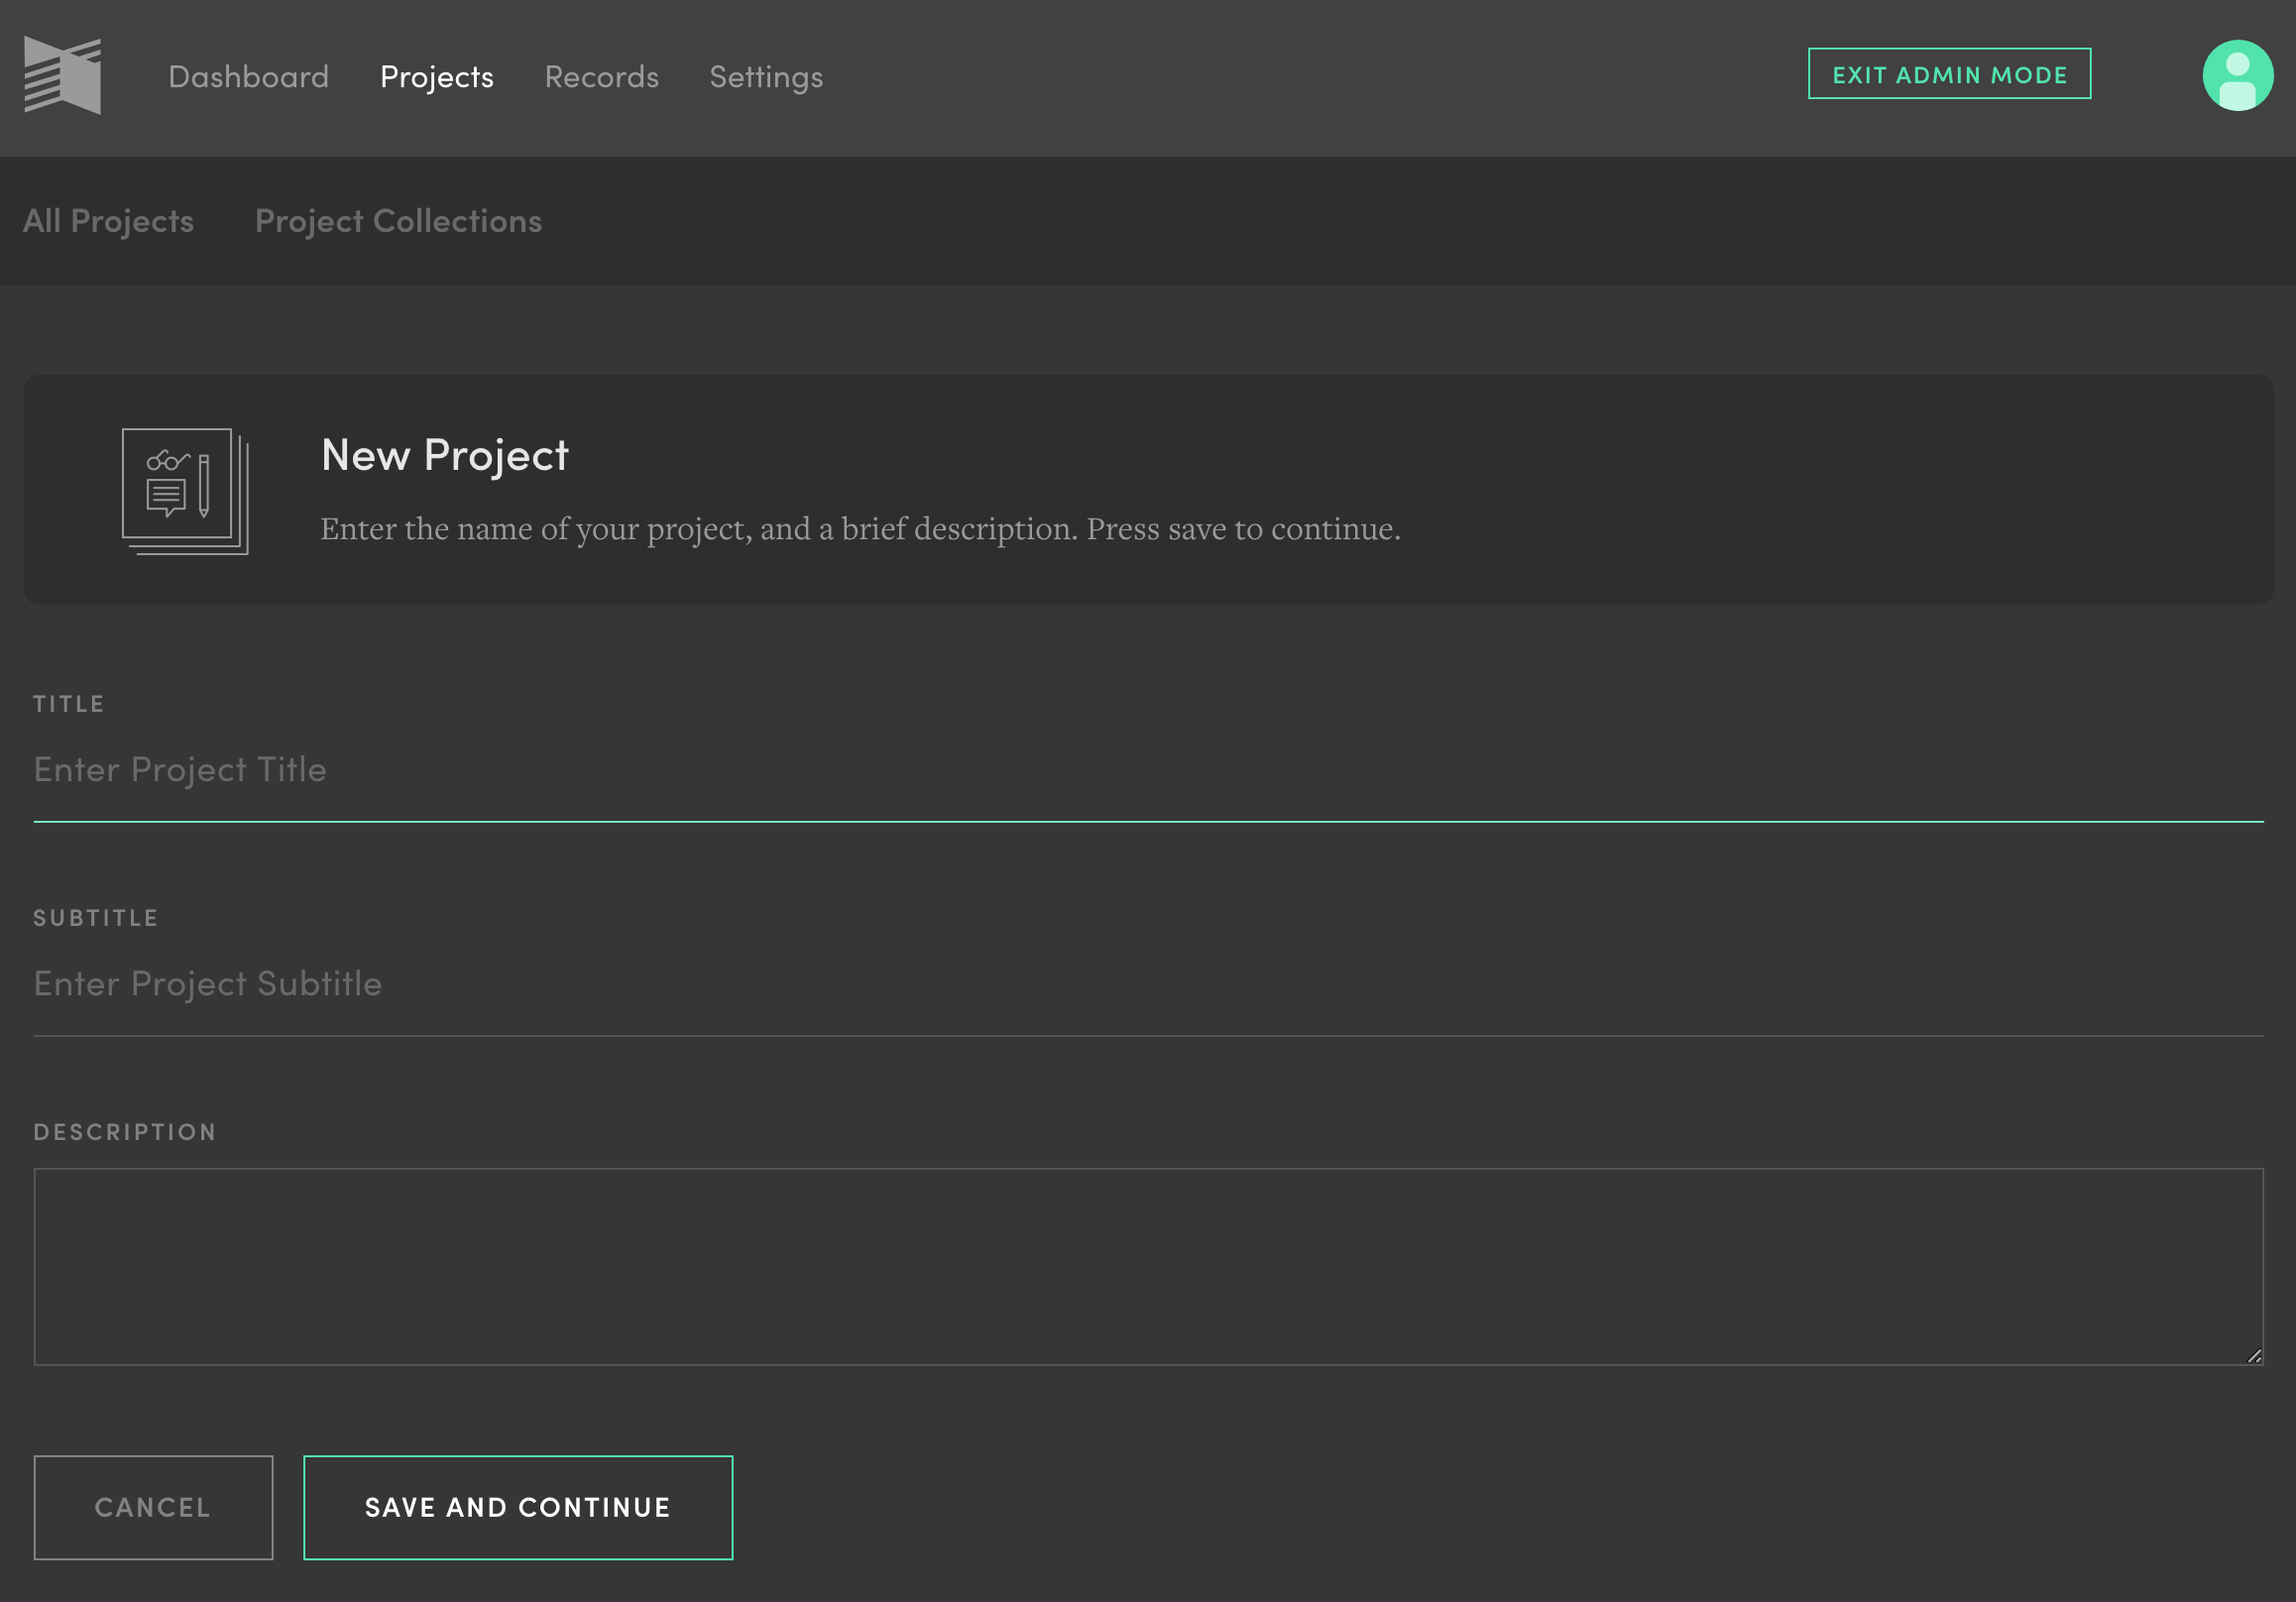 Dashboard Projects Records Settings EXIT ADMIN MODE
All Projects Project Collections
New Project
Enter the name of your project, and a brief description. Press save to continue.
TITLE
Enter Project Title
SUBTITLE
Enter Project Subtitle
DESCRIPTION
CANCEL SAVE AND CONTINUE